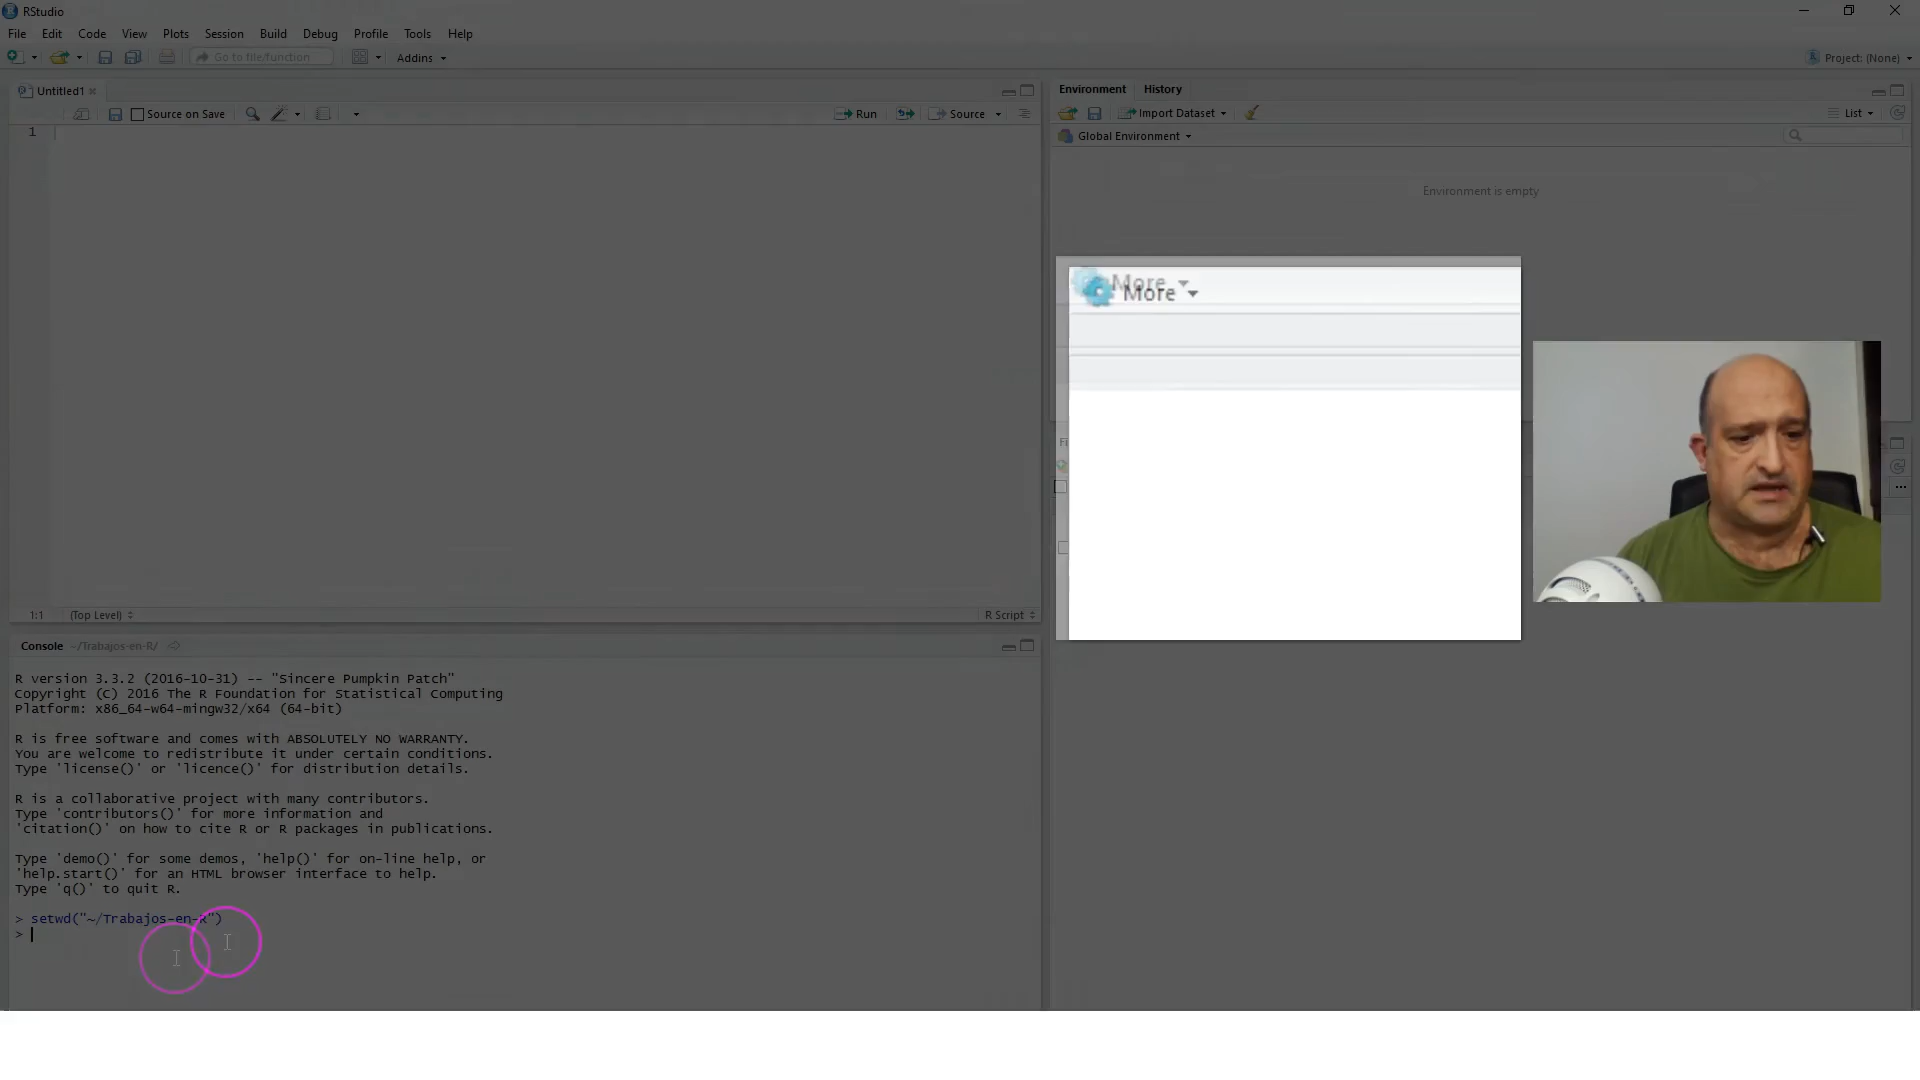 RStudio
File Edit Code View Plots Session Build Debug Profile Tools Help
Go to file/function Addins Project: (None)
Untitled1
Source on Save Run Source
1
1:1 (Top Level) R Script
Console ~/Trabajos-en-R/
R version 3.3.2 (2016-10-31) -- "Sincere Pumpkin Patch"
Copyright (C) 2016 The R Foundation for Statistical Computing
Platform: x86_64-w64-mingw32/x64 (64-bit)
R is free software and comes with ABSOLUTELY NO WARRANTY.
You are welcome to redistribute it under certain conditions.
Type 'license()' or 'licence()' for distribution details.
R is a collaborative project with many contributors.
Type 'contributors()' for more information and
'citation()' on how to cite R or R packages in publications.
Type 'demo()' for some demos, 'help()' for on-line help, or
'help.start()' for an HTML browser interface to help.
Type 'q()' to quit R.
> setwd("~/Trabajos-en-R")
>
Environment History
Import Dataset List
Global Environment
Environment is empty
More
More
Fi